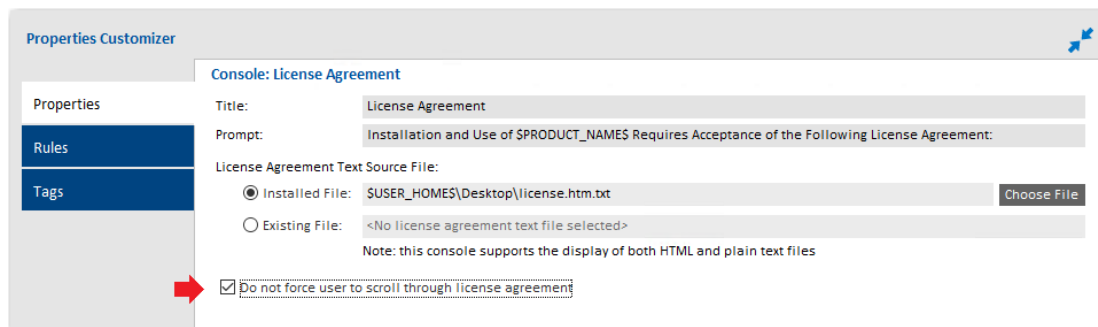 Properties Customizer
Console: License Agreement
Properties
Title: License Agreement
Prompt: Installation and Use of $PRODUCT_NAME$ Requires Acceptance of the Following License Agreement:
Rules
License Agreement Text Source File:
Tags
Installed File: $USER_HOME$\Desktop\license.htm.txt Choose File
Existing File: <No license agreement text file selected>
Note: this console supports the display of both HTML and plain text files
Do not force user to scroll through license agreement